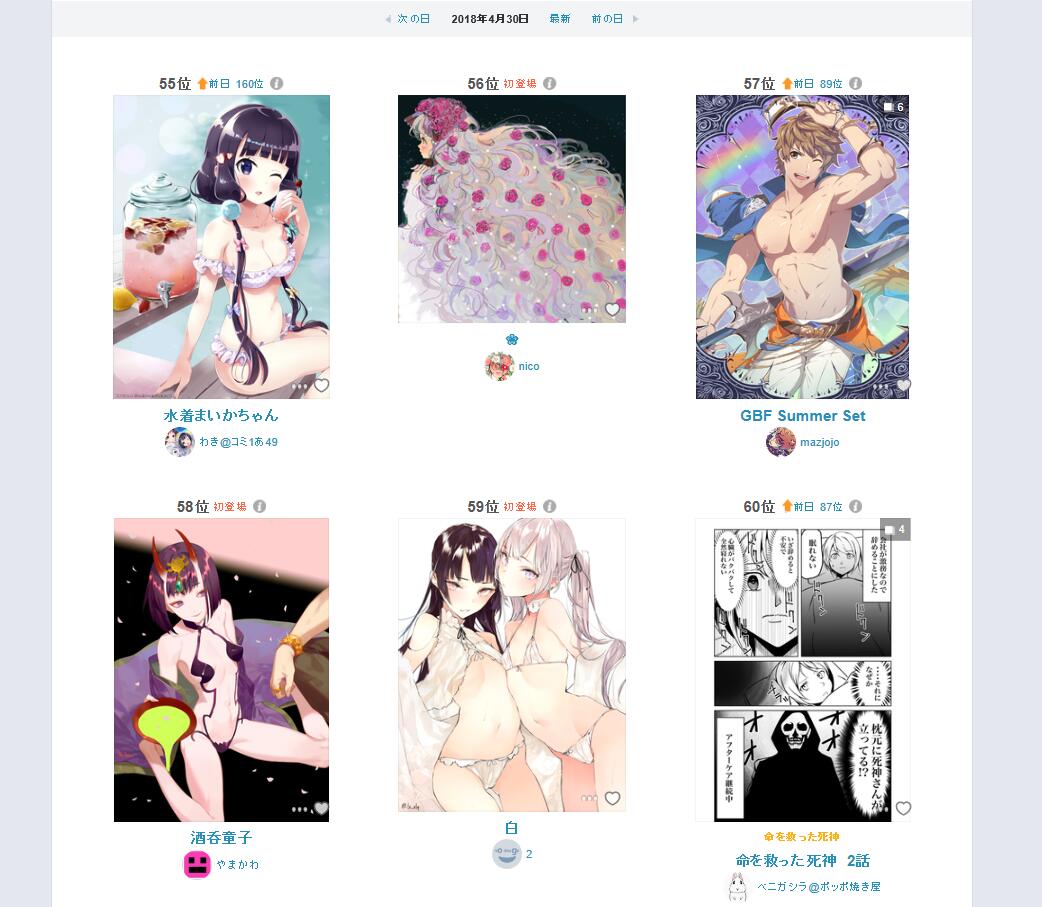 次の日 2018年4月30日 最新 前の日
55位 前日 160位
56位 初登場
57位 前日 89位
6
水着まいかちゃん
わき@コミ1あ49
❀
nico
GBF Summer Set
mazjojo
58位 初登場
59位 初登場
60位 前日 87位
4
会社が激務なので
辞めることにした
眠れない
いざ辞めると
不安で
心臓がバクバクして
全然寝れない
ドクン
ドクン
‥‥それに
なぜか
枕元に死神さんが
立ってる!?
アフターケア継続中
酒呑童子
やまかわ
白
2
命を救った死神
命を救った死神 2話
ベニガシラ@ポッポ焼き屋